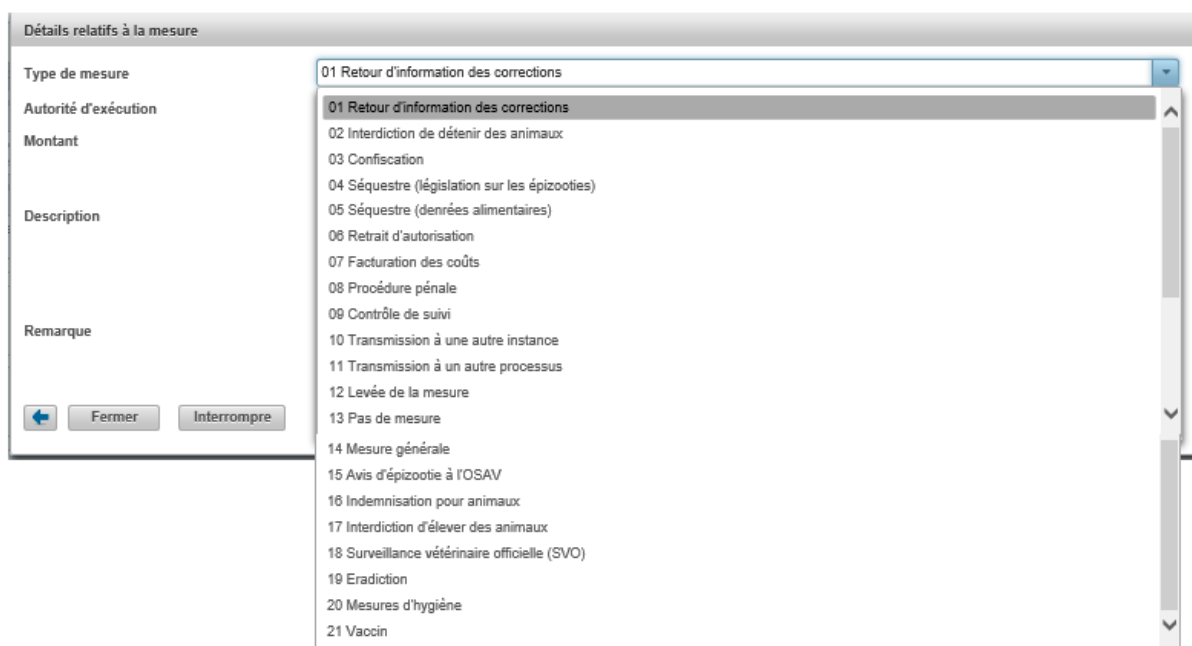 Détails relatifs à la mesure
Type de mesure
01 Retour d'information des corrections
Autorité d'exécution
Montant
Description
Remarque
01 Retour d'information des corrections
02 Interdiction de détenir des animaux
03 Confiscation
04 Séquestre (législation sur les épizooties)
05 Séquestre (denrées alimentaires)
06 Retrait d'autorisation
07 Facturation des coûts
08 Procédure pénale
09 Contrôle de suivi
10 Transmission à une autre instance
11 Transmission à un autre processus
12 Levée de la mesure
13 Pas de mesure
14 Mesure générale
15 Avis d'épizootie à l'OSAV
16 Indemnisation pour animaux
17 Interdiction d'élever des animaux
18 Surveillance vétérinaire officielle (SVO)
19 Eradiction
20 Mesures d'hygiène
21 Vaccin
Fermer
Interrompre